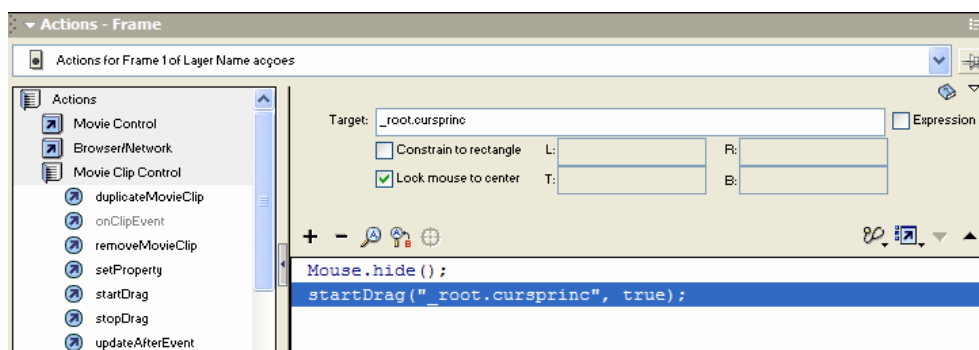 Actions - Frame
Actions for Frame 1 of Layer Name acçoes
Actions
Movie Control
Browser/Network
Movie Clip Control
duplicateMovieClip
onClipEvent
removeMovieClip
setProperty
startDrag
stopDrag
updateAfterEvent
Target: _root.cursprinc Expression
Constrain to rectangle L: R:
Lock mouse to center T: B:
Mouse.hide();
startDrag("_root.cursprinc", true);